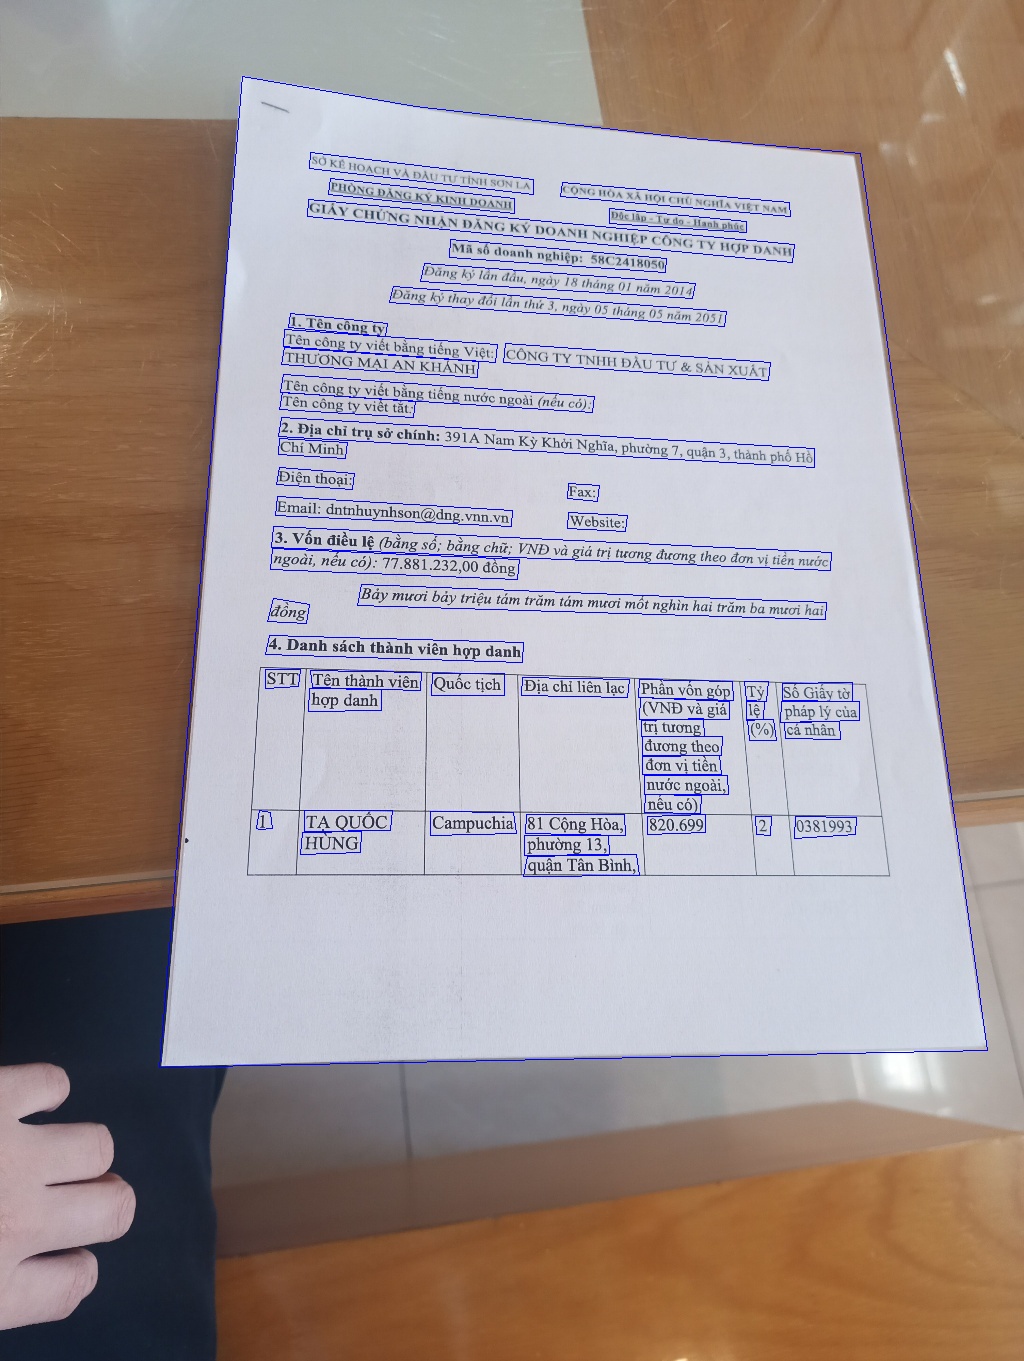 SỞ KẾ HOẠCH VÀ ĐẦU TƯ TỈNH SƠN LA
CỘNG HÒA XÃ HỘI CHỦ NGHĨA VIỆT NAM
PHÒNG ĐĂNG KÝ KINH DOANH
Độc lập - Tự do - Hạnh phúc
GIẤY CHỨNG NHẬN ĐĂNG KÝ DOANH NGHIỆP CÔNG TY HỢP DANH
Mã số doanh nghiệp: 58C2418050
Đăng ký lần đầu, ngày 18 tháng 01 năm 2014
Đăng ký thay đổi lần thứ 3, ngày 05 tháng 05 năm 2051
1. Tên công ty
Tên công ty viết bằng tiếng Việt: CÔNG TY TNHH ĐẦU TƯ & SẢN XUẤT
THƯƠNG MẠI AN KHÁNH
Tên công ty viết bằng tiếng nước ngoài (nếu có):
Tên công ty viết tắt:
2. Địa chỉ trụ sở chính: 391A Nam Kỳ Khởi Nghĩa, phường 7, quận 3, thành phố Hồ
Chí Minh
Điện thoại:
Fax:
Email: dntnhuynhson@dng.vnn.vn
Website:
3. Vốn điều lệ (bằng số; bằng chữ; VNĐ và giá trị tương đương theo đơn vị tiền nước
ngoài, nếu có): 77.881.232,00 đồng
Bảy mươi bảy triệu tám trăm tám mươi mốt nghìn hai trăm ba mươi hai
đồng
4. Danh sách thành viên hợp danh
STT
Tên thành viên
hợp danh
Quốc tịch
Địa chỉ liên lạc
Phần vốn góp
(VNĐ và giá
trị tương
đương theo
đơn vị tiền
nước ngoài,
nếu có)
Tỷ
lệ
(%)
Số Giấy tờ
pháp lý của
cá nhân
1
TẠ QUỐC
HÙNG
Campuchia
81 Cộng Hòa,
phường 13,
quận Tân Bình,
820.699
2
0381993